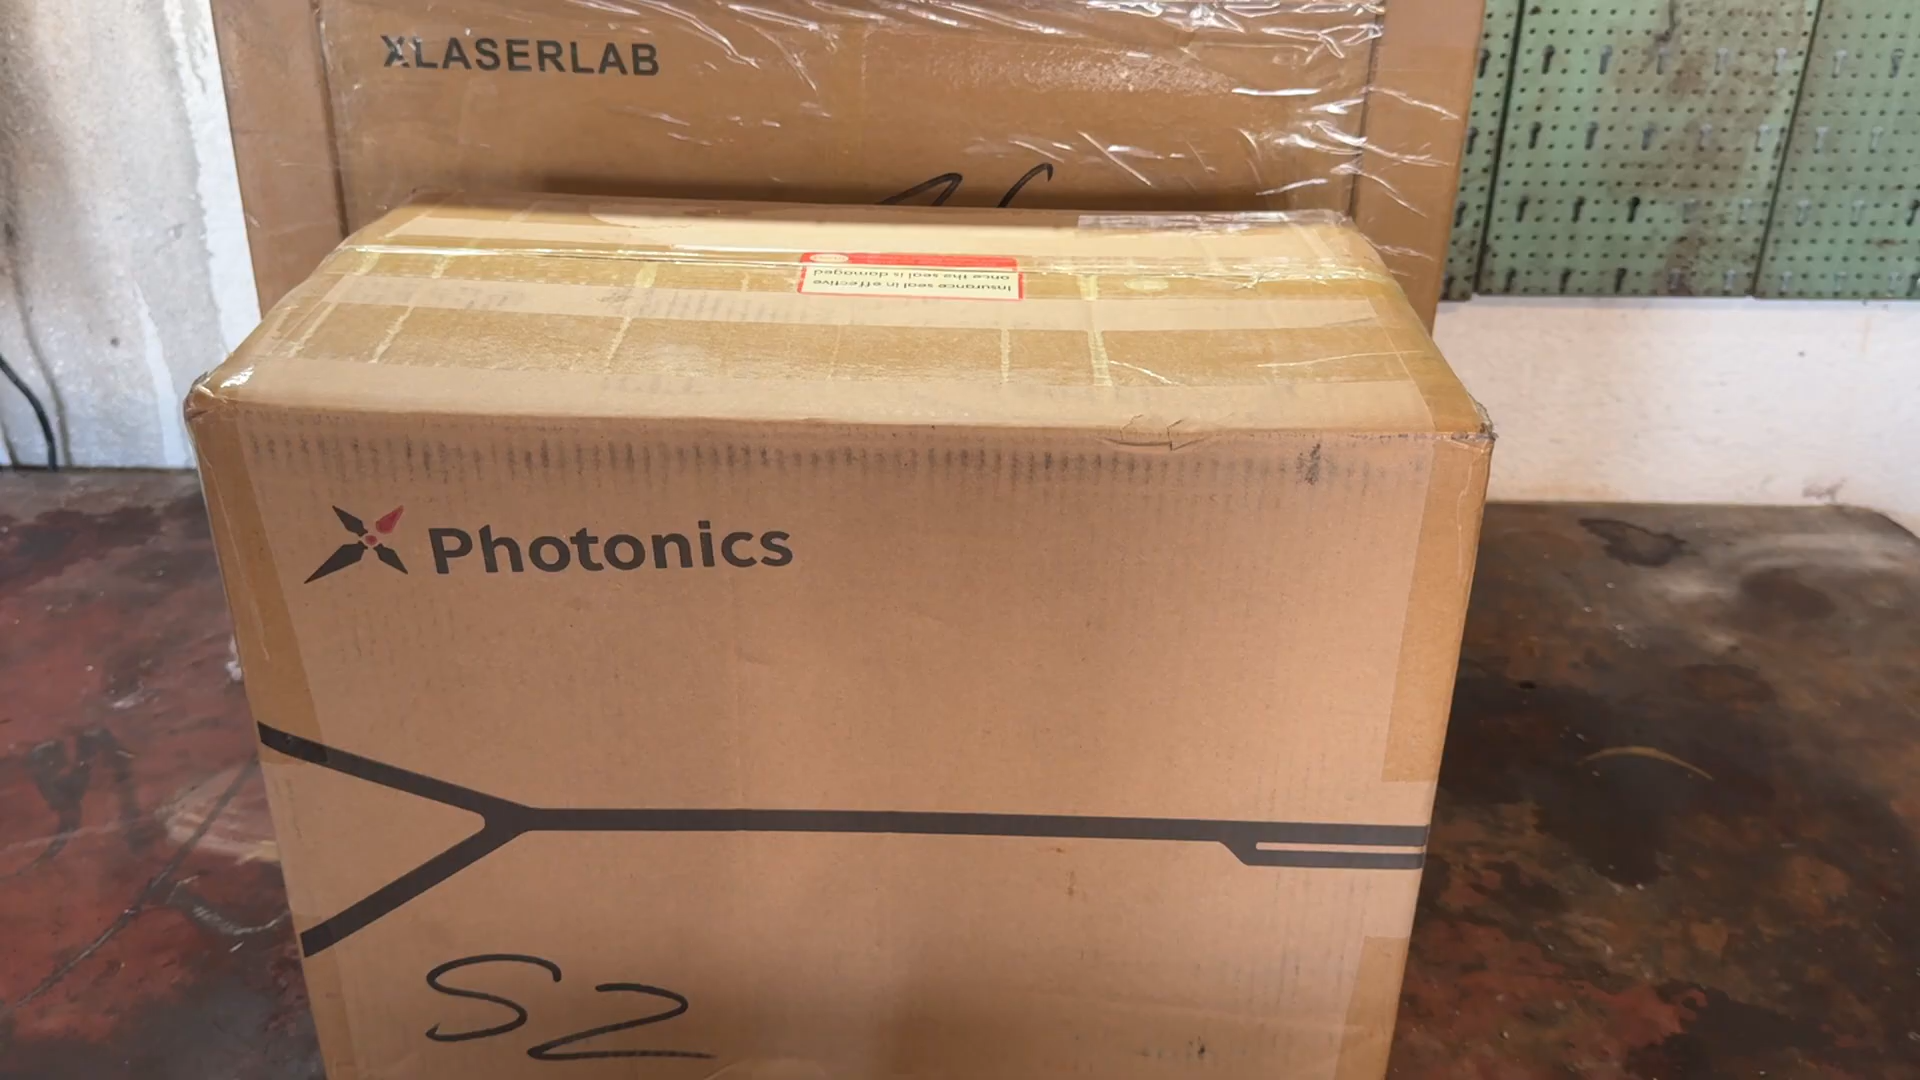 XLASERLAB
Insurance seal in effective
once the seal is damaged
Photonics
S2